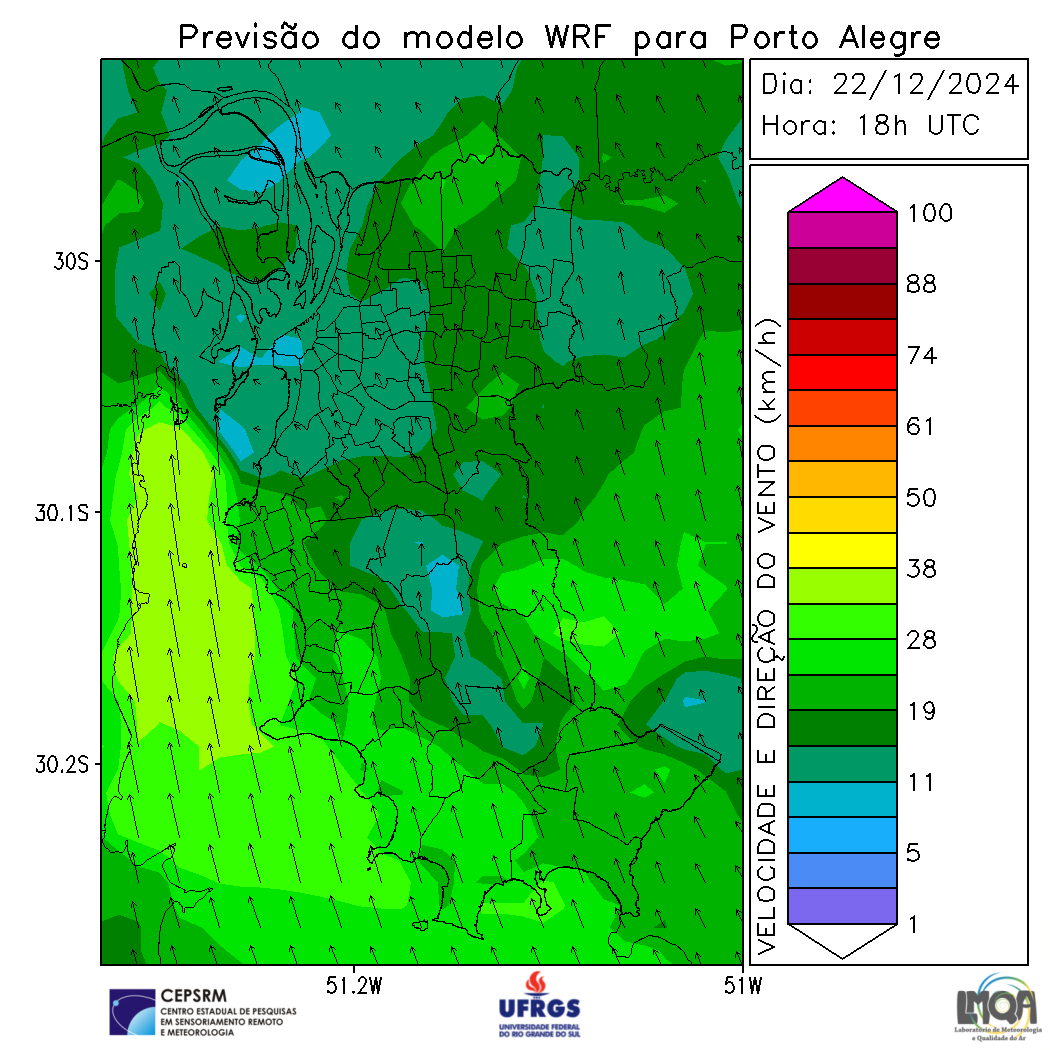 Previsão do modelo WRF para Porto Alegre
Dia: 22/12/2024
Hora: 18h UTC
30S
30.1S
30.2S
51.2W
51W
VELOCIDADE E DIREÇÃO DO VENTO (km/h)
100
88
74
61
50
38
28
19
11
5
1
CEPSRM
CENTRO ESTADUAL DE PESQUISAS
EM SENSORIAMENTO REMOTO
E METEOROLOGIA
UFRGS
UNIVERSIDADE FEDERAL
DO RIO GRANDE DO SUL
LMQA
Laboratório de Meteorologia
e Qualidade do Ar